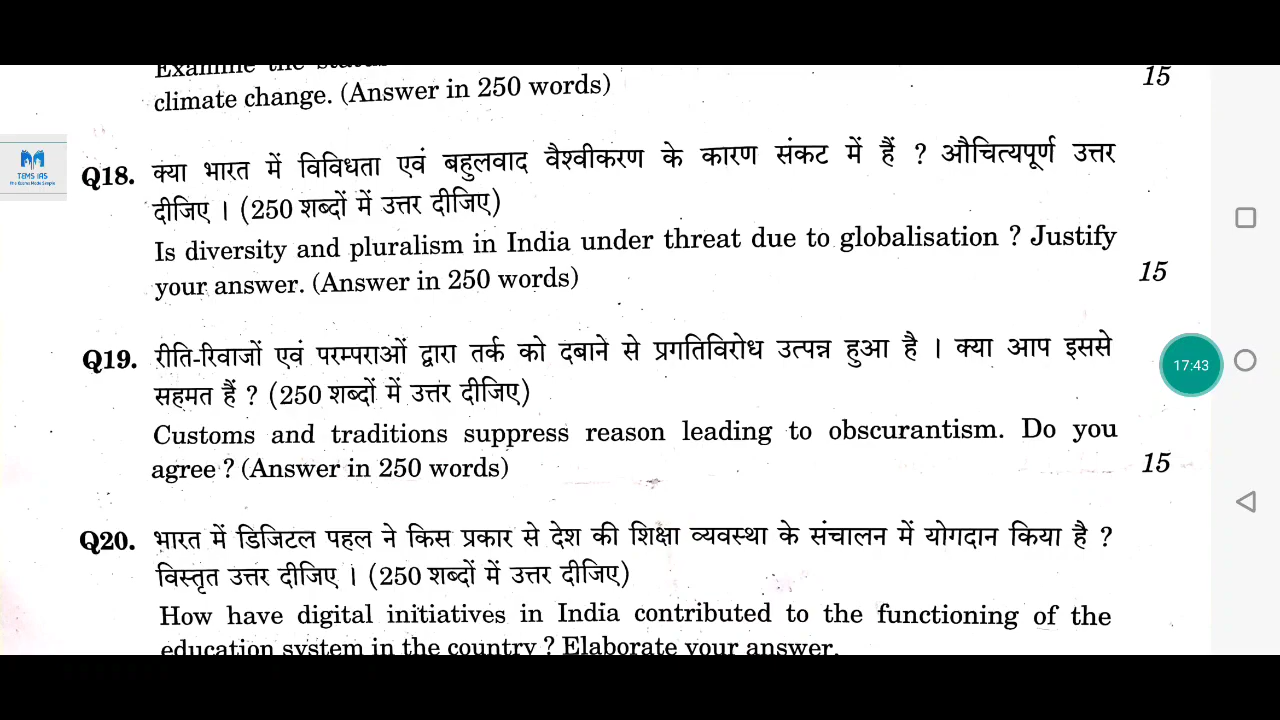 Examine the status
climate change. (Answer in 250 words)
15
TEMS IAS
Q18. क्या भारत में विविधता एवं बहुलवाद वैश्वीकरण के कारण संकट में हैं ? औचित्यपूर्ण उत्तर
दीजिए । (250 शब्दों में उत्तर दीजिए)
Is diversity and pluralism in India under threat due to globalisation ? Justify
your answer. (Answer in 250 words)
15
Q19. रीति-रिवाजों एवं परम्पराओं द्वारा तर्क को दबाने से प्रगतिविरोध उत्पन्न हुआ है । क्या आप इससे
सहमत हैं ? (250 शब्दों में उत्तर दीजिए)
17:43
Customs and traditions suppress reason leading to obscurantism. Do you
agree ? (Answer in 250 words)
15
Q20. भारत में डिजिटल पहल ने किस प्रकार से देश की शिक्षा व्यवस्था के संचालन में योगदान किया है ?
विस्तृत उत्तर दीजिए । (250 शब्दों में उत्तर दीजिए)
How have digital initiatives in India contributed to the functioning of the
education system in the country ? Elaborate your answer.